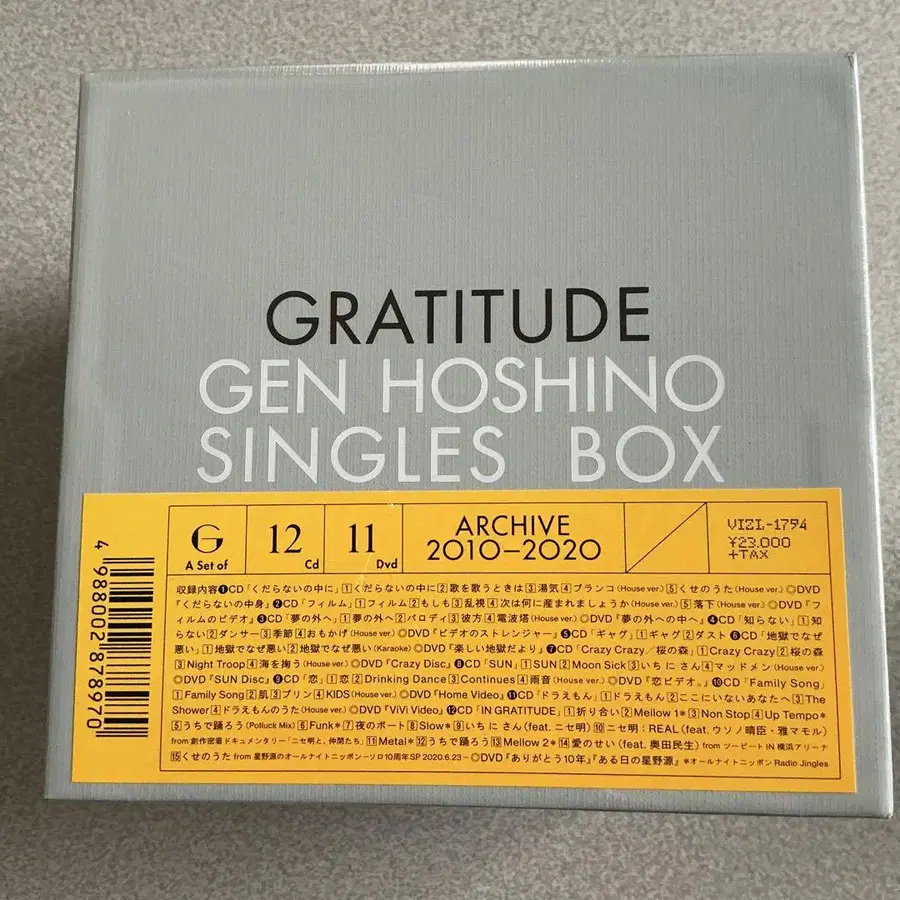 GRATITUDE
GEN HOSHINO
SINGLES BOX
G
A Set of
12
Cd
11
Dvd
ARCHIVE
2010–2020
VIZL-1794
¥23,000
+TAX
4 988002 878970
収録内容❶CD「くだらないの中に」1くだらないの中に2歌を歌うときは3湯気4ブランコ(House ver.)5くせのうた(House ver.)◎DVD
『くだらないの中身』❷CD「フィルム」1フィルム2もしも3乱視4次は何に産まれましょうか(House ver.)5落下(House ver.)◎DVD『フ
ィルムのビデオ』❸CD「夢の外へ」1夢の外へ2パロディ3彼方4電波塔(House ver.)◎DVD『夢の外への中へ』❹CD「知らない」1知
らない2ダンサー3季節4おもかげ(House ver.)◎DVD『ビデオのストレンジャー』❺CD「ギャグ」1ギャグ2ダスト❻CD「地獄でなぜ
悪い」1地獄でなぜ悪い2地獄でなぜ悪い(Karaoke)◎DVD『楽しい地獄だより』❼CD「Crazy Crazy／桜の森」1Crazy Crazy2桜の森
3Night Troop4海を掬う(House ver.)◎DVD『Crazy Disc』❽CD「SUN」1SUN2Moon Sick3いち に さん4マッドメン(House ver.)
◎DVD『SUN Disc』❾CD「恋」1恋2Drinking Dance3Continues4雨音(House ver.)◎DVD『恋ビデオ。』❿CD「Family Song」
1Family Song2肌3プリン4KIDS(House ver.)◎DVD『Home Video』⓫CD「ドラえもん」1ドラえもん2ここにいないあなたへ3The
Shower4ドラえもんのうた(House ver.)◎DVD『ViVi Video』⓬CD「IN GRATITUDE」1折り合い2Mellow 1*3Non Stop4Up Tempo*
5うちで踊ろう(Potluck Mix)6Funk*7夜のボート8Slow*9いち に さん(feat. ニセ明)10ニセ明：REAL(feat. ウソノ晴臣・雅マモル)
from 創作密着ドキュメンタリー「ニセ明と、仲間たち」11Metal*12うちで踊ろう13Mellow 2*14愛のせい(feat. 奥田民生)from ツービート IN 横浜アリーナ
15くせのうた from 星野源のオールナイトニッポン－ソロ10周年SP 2020.6.23－◎DVD『ありがとう10年』『ある日の星野源』*オールナイトニッポン Radio Jingles